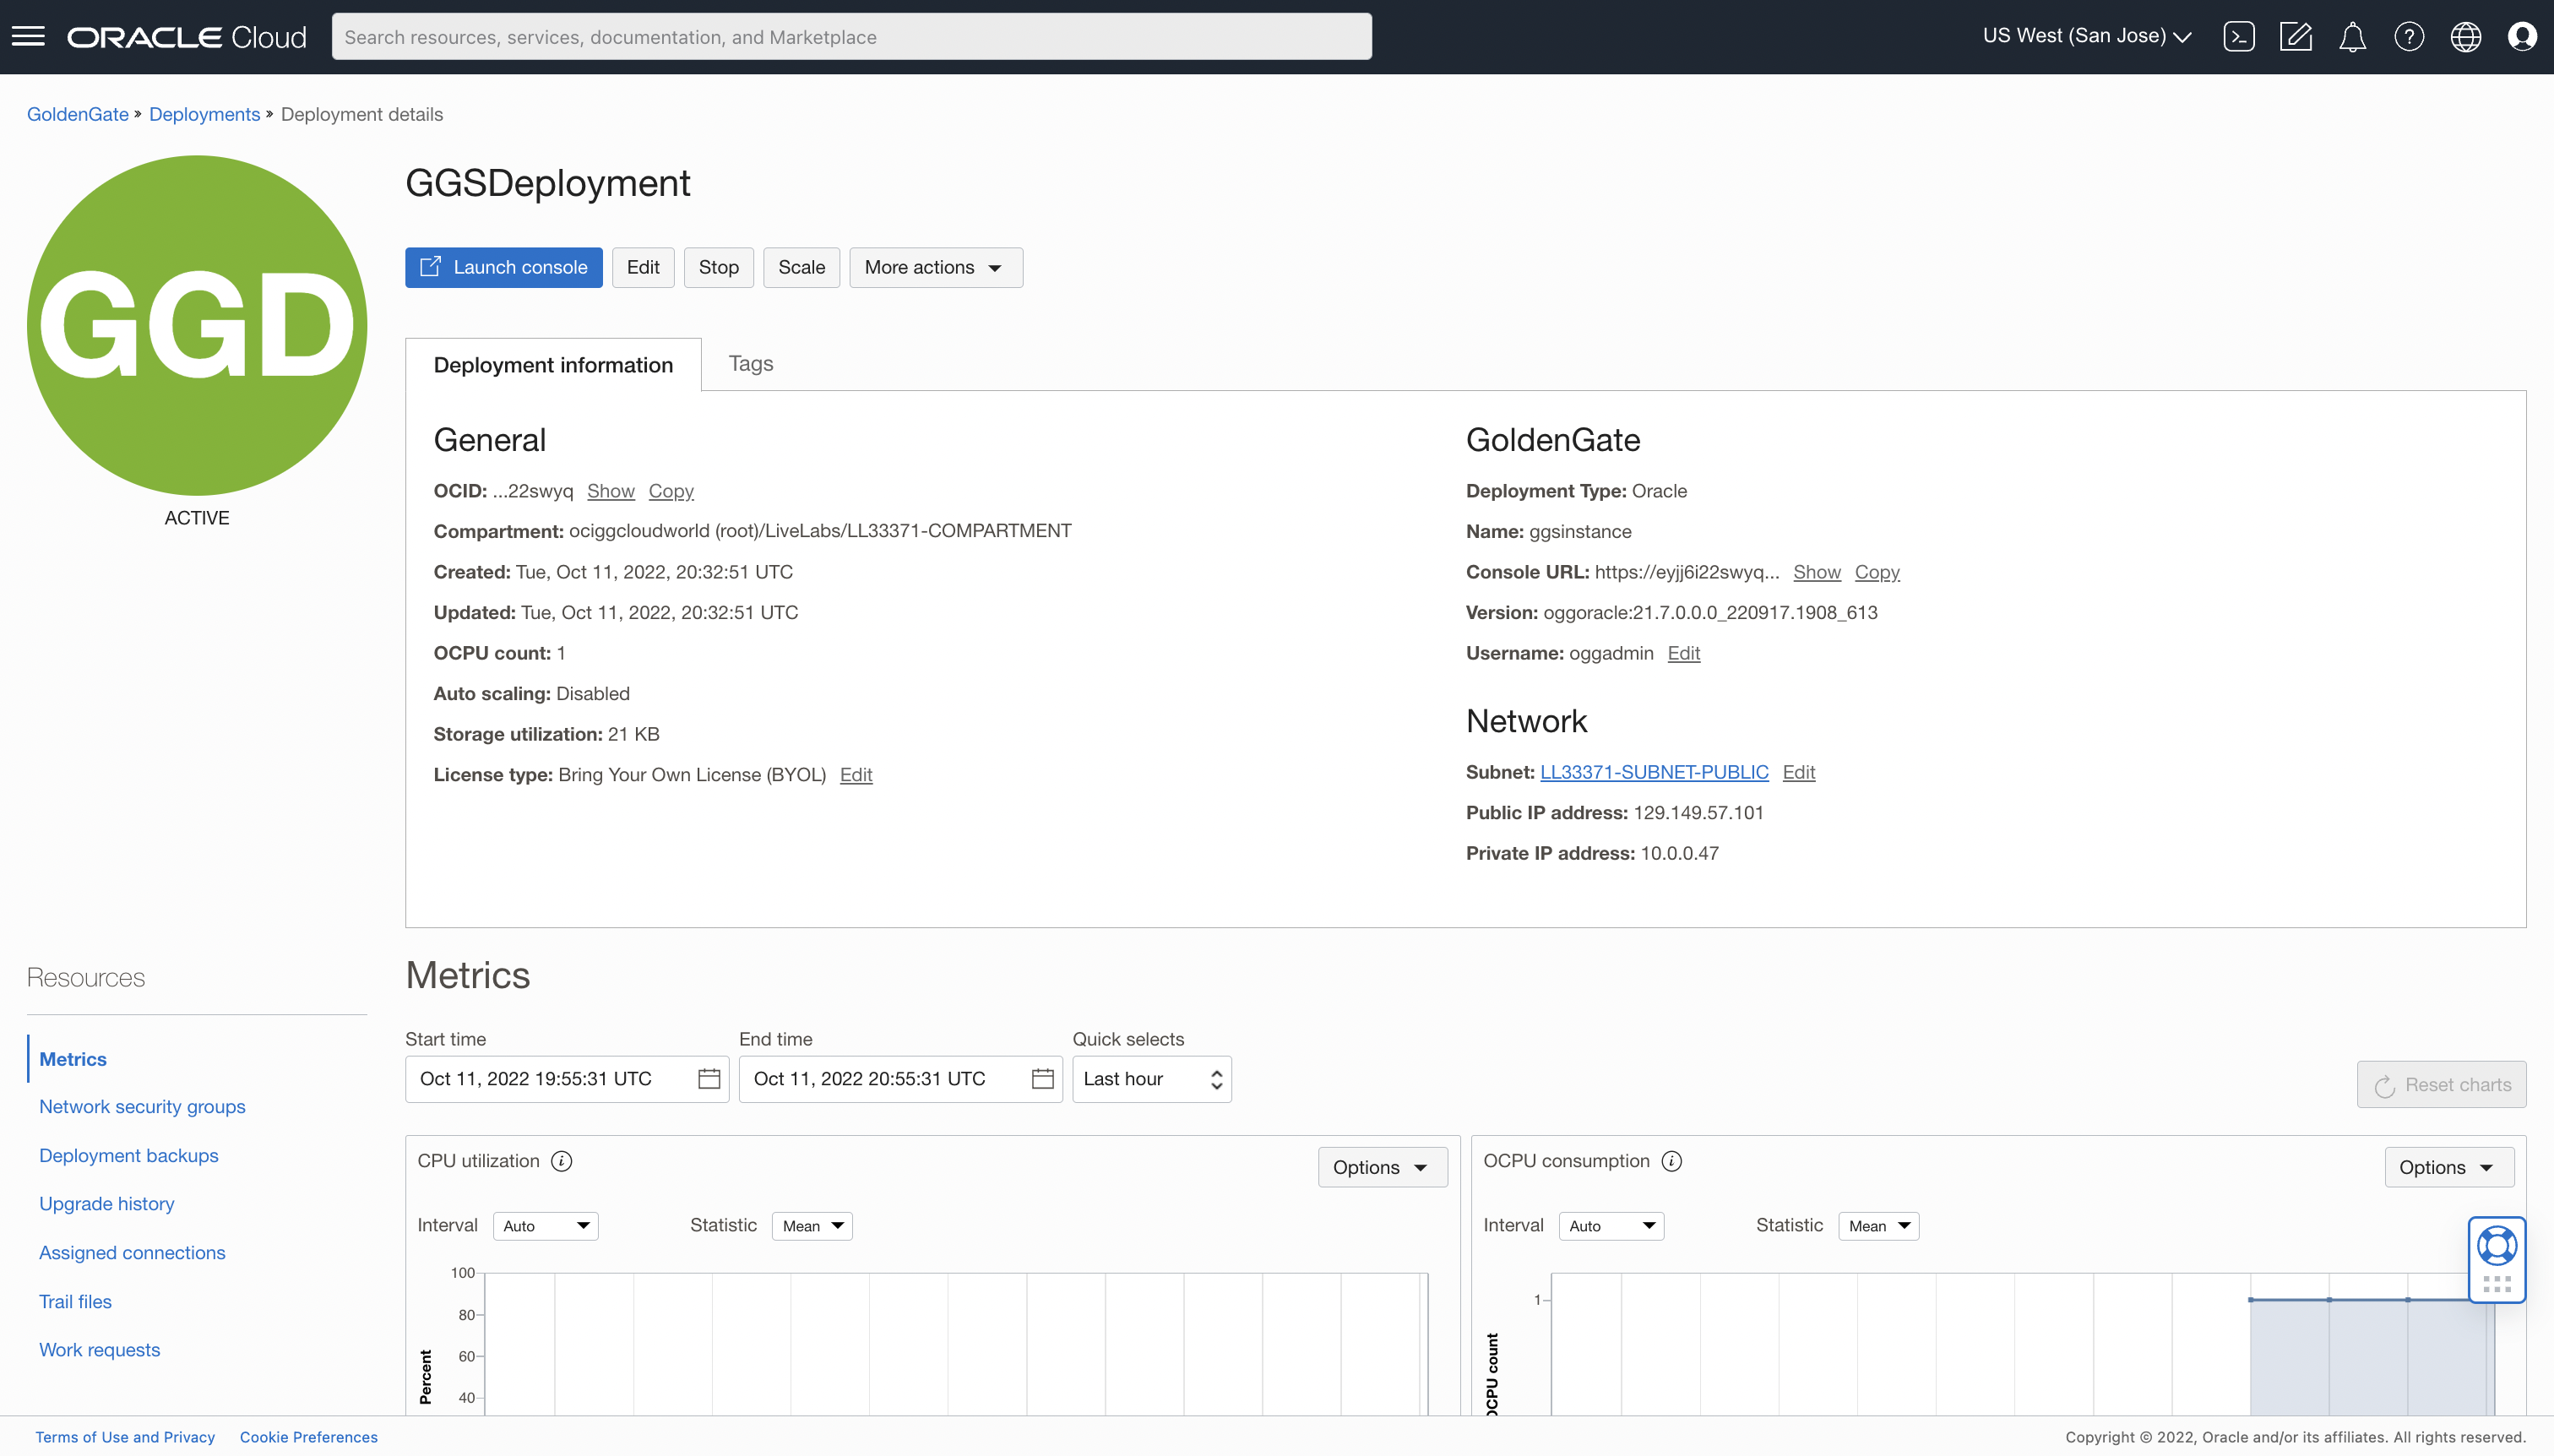 ORACLE Cloud
Search resources, services, documentation, and Marketplace
US West (San Jose)
GoldenGate » Deployments » Deployment details
GGD
ACTIVE
GGSDeployment
Launch console Edit Stop Scale More actions
Deployment information Tags
General
OCID: ...22swyq Show Copy
Compartment: ociggcloudworld (root)/LiveLabs/LL33371-COMPARTMENT
Created: Tue, Oct 11, 2022, 20:32:51 UTC
Updated: Tue, Oct 11, 2022, 20:32:51 UTC
OCPU count: 1
Auto scaling: Disabled
Storage utilization: 21 KB
License type: Bring Your Own License (BYOL) Edit
GoldenGate
Deployment Type: Oracle
Name: ggsinstance
Console URL: https://eyjj6i22swyq... Show Copy
Version: oggoracle:21.7.0.0.0_220917.1908_613
Username: oggadmin Edit
Network
Subnet: LL33371-SUBNET-PUBLIC Edit
Public IP address: 129.149.57.101
Private IP address: 10.0.0.47
Resources
Metrics
Network security groups
Deployment backups
Upgrade history
Assigned connections
Trail files
Work requests
Metrics
Start time End time Quick selects
Oct 11, 2022 19:55:31 UTC Oct 11, 2022 20:55:31 UTC Last hour
Reset charts
CPU utilization Options
Interval Auto Statistic Mean
100
80
60
40
Percent
OCPU consumption Options
Interval Auto Statistic Mean
1
OCPU count
Terms of Use and Privacy Cookie Preferences
Copyright © 2022, Oracle and/or its affiliates. All rights reserved.